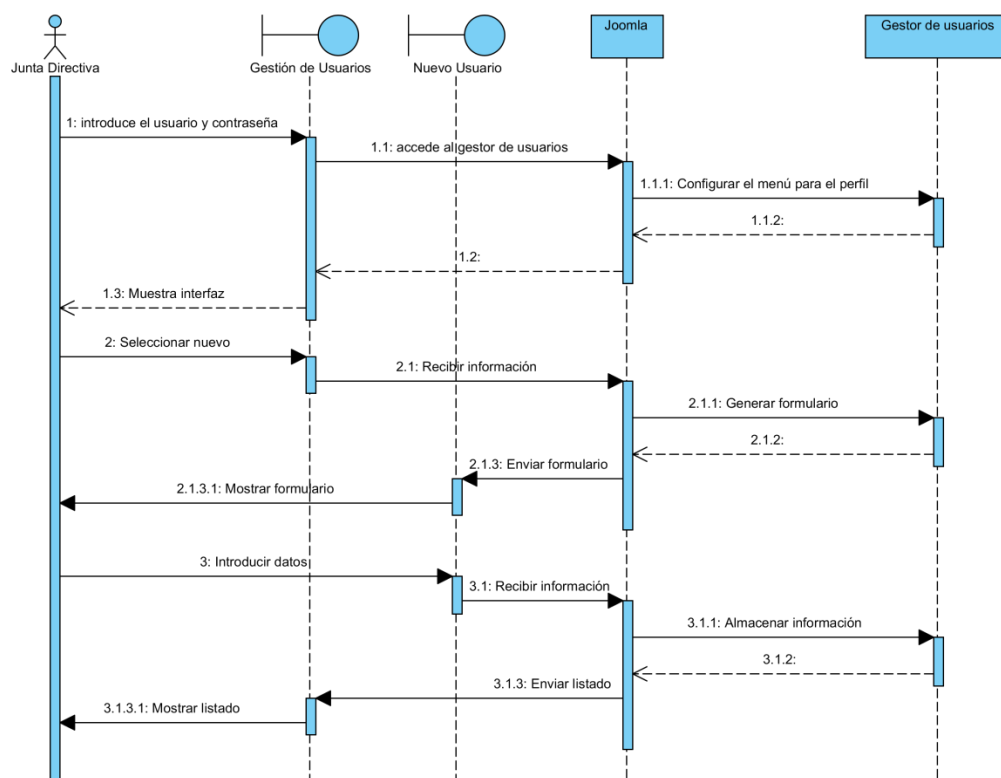 Junta Directiva
Gestión de Usuarios
Nuevo Usuario
Joomla
Gestor de usuarios
1: introduce el usuario y contraseña
1.1: accede al gestor de usuarios
1.1.1: Configurar el menú para el perfil
1.1.2:
1.2:
1.3: Muestra interfaz
2: Seleccionar nuevo
2.1: Recibir información
2.1.1: Generar formulario
2.1.2:
2.1.3: Enviar formulario
2.1.3.1: Mostrar formulario
3: Introducir datos
3.1: Recibir información
3.1.1: Almacenar información
3.1.2:
3.1.3: Enviar listado
3.1.3.1: Mostrar listado